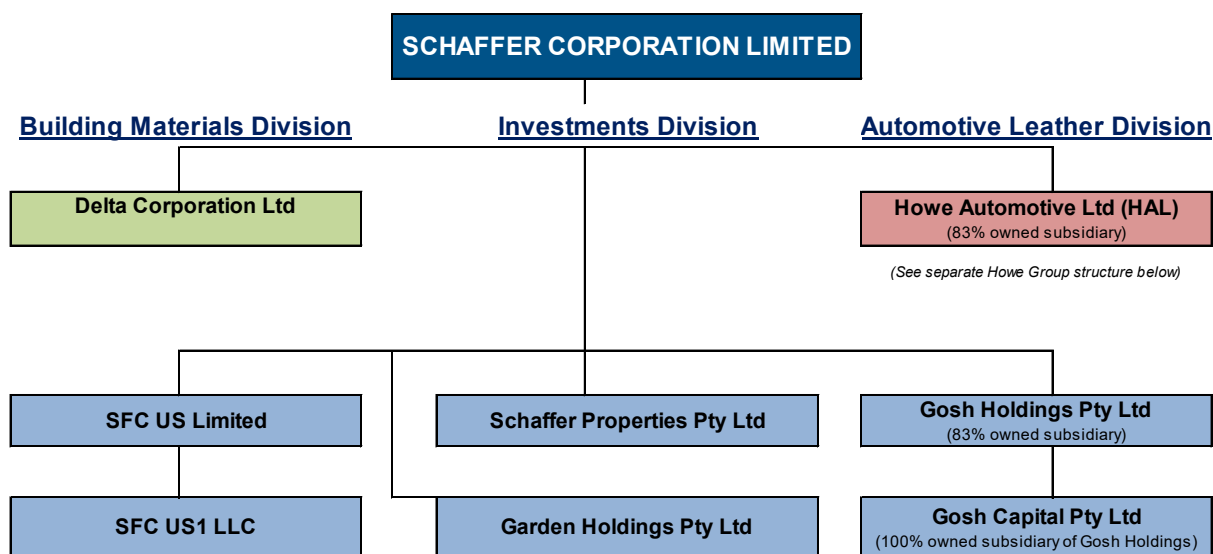 SCHAFFER CORPORATION LIMITED
Building Materials Division
Investments Division
Automotive Leather Division
Delta Corporation Ltd
Howe Automotive Ltd (HAL)
(83% owned subsidiary)
(See separate Howe Group structure below)
SFC US Limited
Schaffer Properties Pty Ltd
Gosh Holdings Pty Ltd
(83% owned subsidiary)
SFC US1 LLC
Garden Holdings Pty Ltd
Gosh Capital Pty Ltd
(100% owned subsidiary of Gosh Holdings)